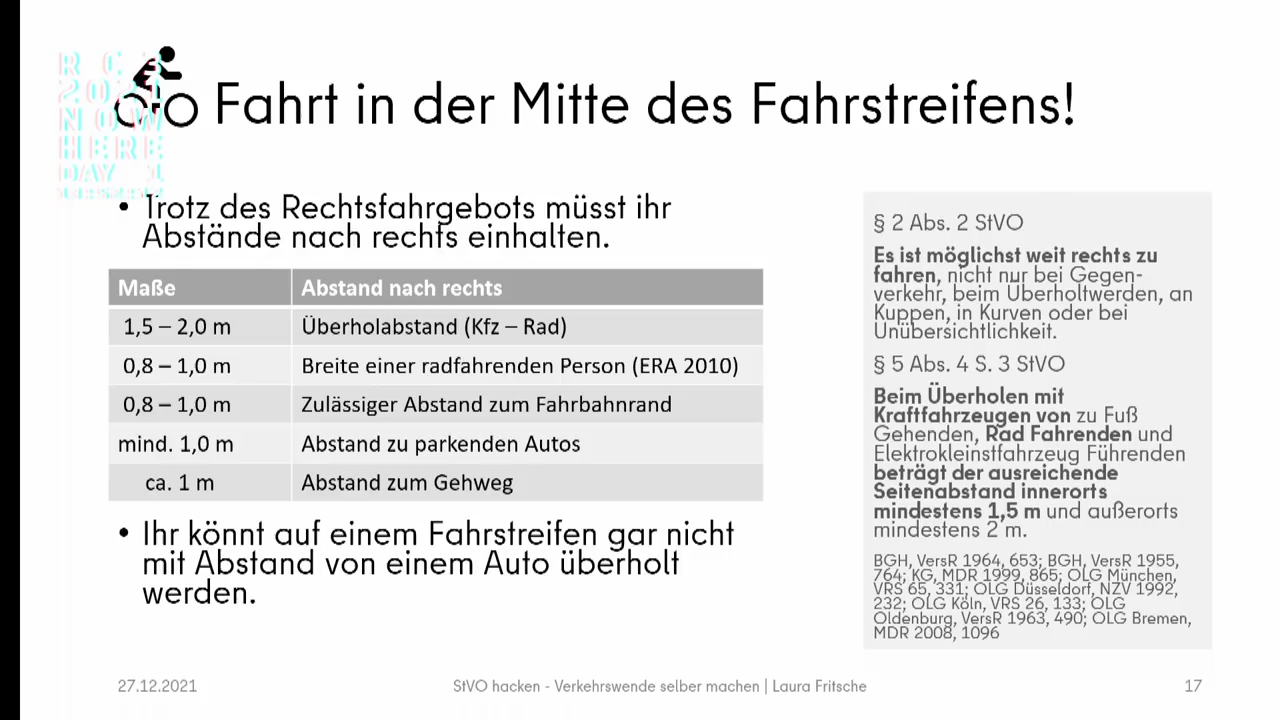 RC3
2021
NOW
HERE
DAY 1
Fahrt in der Mitte des Fahrstreifens!
• Trotz des Rechtsfahrgebots müsst ihr
Abstände nach rechts einhalten.
Maße Abstand nach rechts
1,5 – 2,0 m Überholabstand (Kfz – Rad)
0,8 – 1,0 m Breite einer radfahrenden Person (ERA 2010)
0,8 – 1,0 m Zulässiger Abstand zum Fahrbahnrand
mind. 1,0 m Abstand zu parkenden Autos
ca. 1 m Abstand zum Gehweg
• Ihr könnt auf einem Fahrstreifen gar nicht
mit Abstand von einem Auto überholt
werden.
§ 2 Abs. 2 StVO
Es ist möglichst weit rechts zu
fahren, nicht nur bei Gegen-
verkehr, beim Überholtwerden, an
Kuppen, in Kurven oder bei
Unübersichtlichkeit.
§ 5 Abs. 4 S. 3 StVO
Beim Überholen mit
Kraftfahrzeugen von zu Fuß
Gehenden, Rad Fahrenden und
Elektrokleinstfahrzeug Führenden
beträgt der ausreichende
Seitenabstand innerorts
mindestens 1,5 m und außerorts
mindestens 2 m.
BGH, VersR 1964, 653; BGH, VersR 1955,
764; KG, MDR 1999, 865; OLG München,
VRS 65, 331; OLG Düsseldorf, NZV 1992,
232; OLG Köln, VRS 26, 133; OLG
Oldenburg, VersR 1963, 490; OLG Bremen,
MDR 2008, 1096
27.12.2021
StVO hacken - Verkehrswende selber machen | Laura Fritsche
17